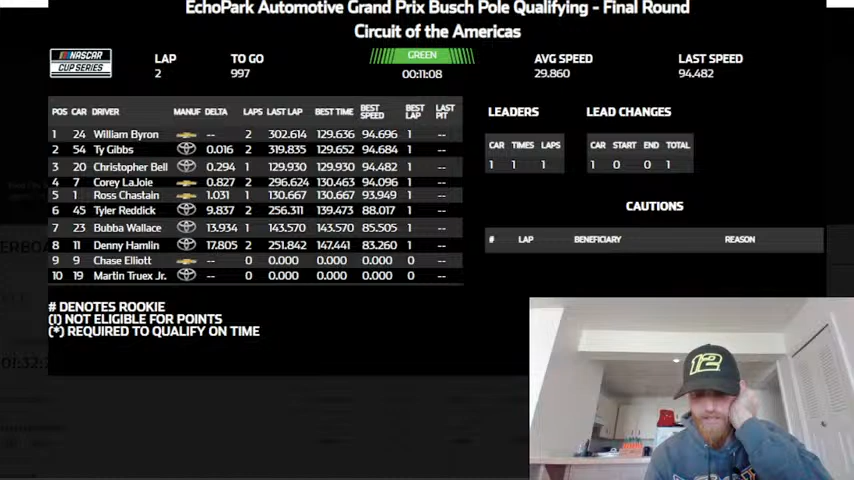 EchoPark Automotive Grand Prix Busch Pole Qualifying - Final Round
Circuit of the Americas
NASCAR
CUP SERIES
LAP
2
TO GO
997
GREEN
00:11:08
AVG SPEED
29.860
LAST SPEED
94.482
POS CAR DRIVER MANUF DELTA LAPS LAST LAP BEST TIME BEST SPEED BEST LAP LAST PIT
1 24 William Byron -- 2 302.614 129.636 94.696 1 --
2 54 Ty Gibbs 0.016 2 319.835 129.652 94.684 1 --
3 20 Christopher Bell 0.294 1 129.930 129.930 94.482 1 --
4 7 Corey LaJoie 0.827 2 296.624 130.463 94.096 1 --
5 1 Ross Chastain 1.031 1 130.667 130.667 93.949 1 --
6 45 Tyler Reddick 9.837 2 256.311 139.473 88.017 1 --
7 23 Bubba Wallace 13.934 1 143.570 143.570 85.505 1 --
8 11 Denny Hamlin 17.805 2 251.842 147.441 83.260 1 --
9 9 Chase Elliott -- 0 0.000 0.000 0.000 0 --
10 19 Martin Truex Jr. -- 0 0.000 0.000 0.000 0 --
LEADERS
CAR TIMES LAPS
1 1 1
LEAD CHANGES
CAR START END TOTAL
1 0 0 1
CAUTIONS
# LAP BENEFICIARY REASON
# DENOTES ROOKIE
(I) NOT ELIGIBLE FOR POINTS
(*) REQUIRED TO QUALIFY ON TIME
12